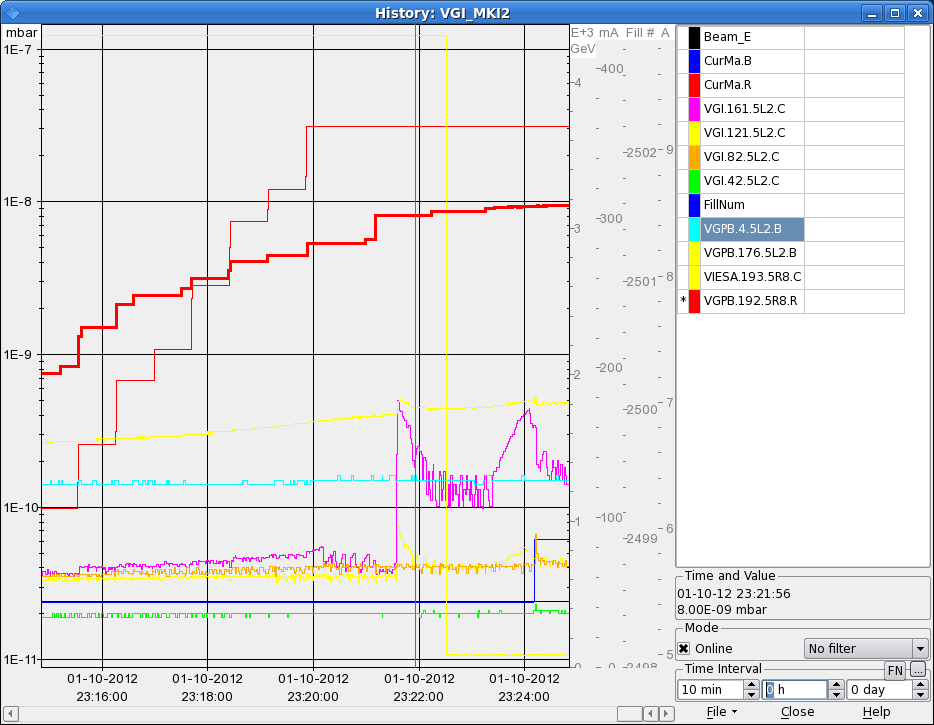 History: VGI_MKI2
mbar
E+3 mA Fill # A
GeV
1E-7
1E-8
1E-9
1E-10
1E-11
4
3
2
1
0
400
300
200
100
0
2502
2501
2500
2499
2498
9
8
7
6
5
01-10-2012 01-10-2012 01-10-2012 01-10-2012 01-10-2012
23:16:00 23:18:00 23:20:00 23:22:00 23:24:00
Beam_E
CurMa.B
CurMa.R
VGI.161.5L2.C
VGI.121.5L2.C
VGI.82.5L2.C
VGI.42.5L2.C
FillNum
VGPB.4.5L2.B
VGPB.176.5L2.B
VIESA.193.5R8.C
* VGPB.192.5R8.R
Time and Value
01-10-12 23:21:56
8.00E-09 mbar
Mode
Online No filter
Time Interval FN ...
10 min 0 h 0 day
File Close Help